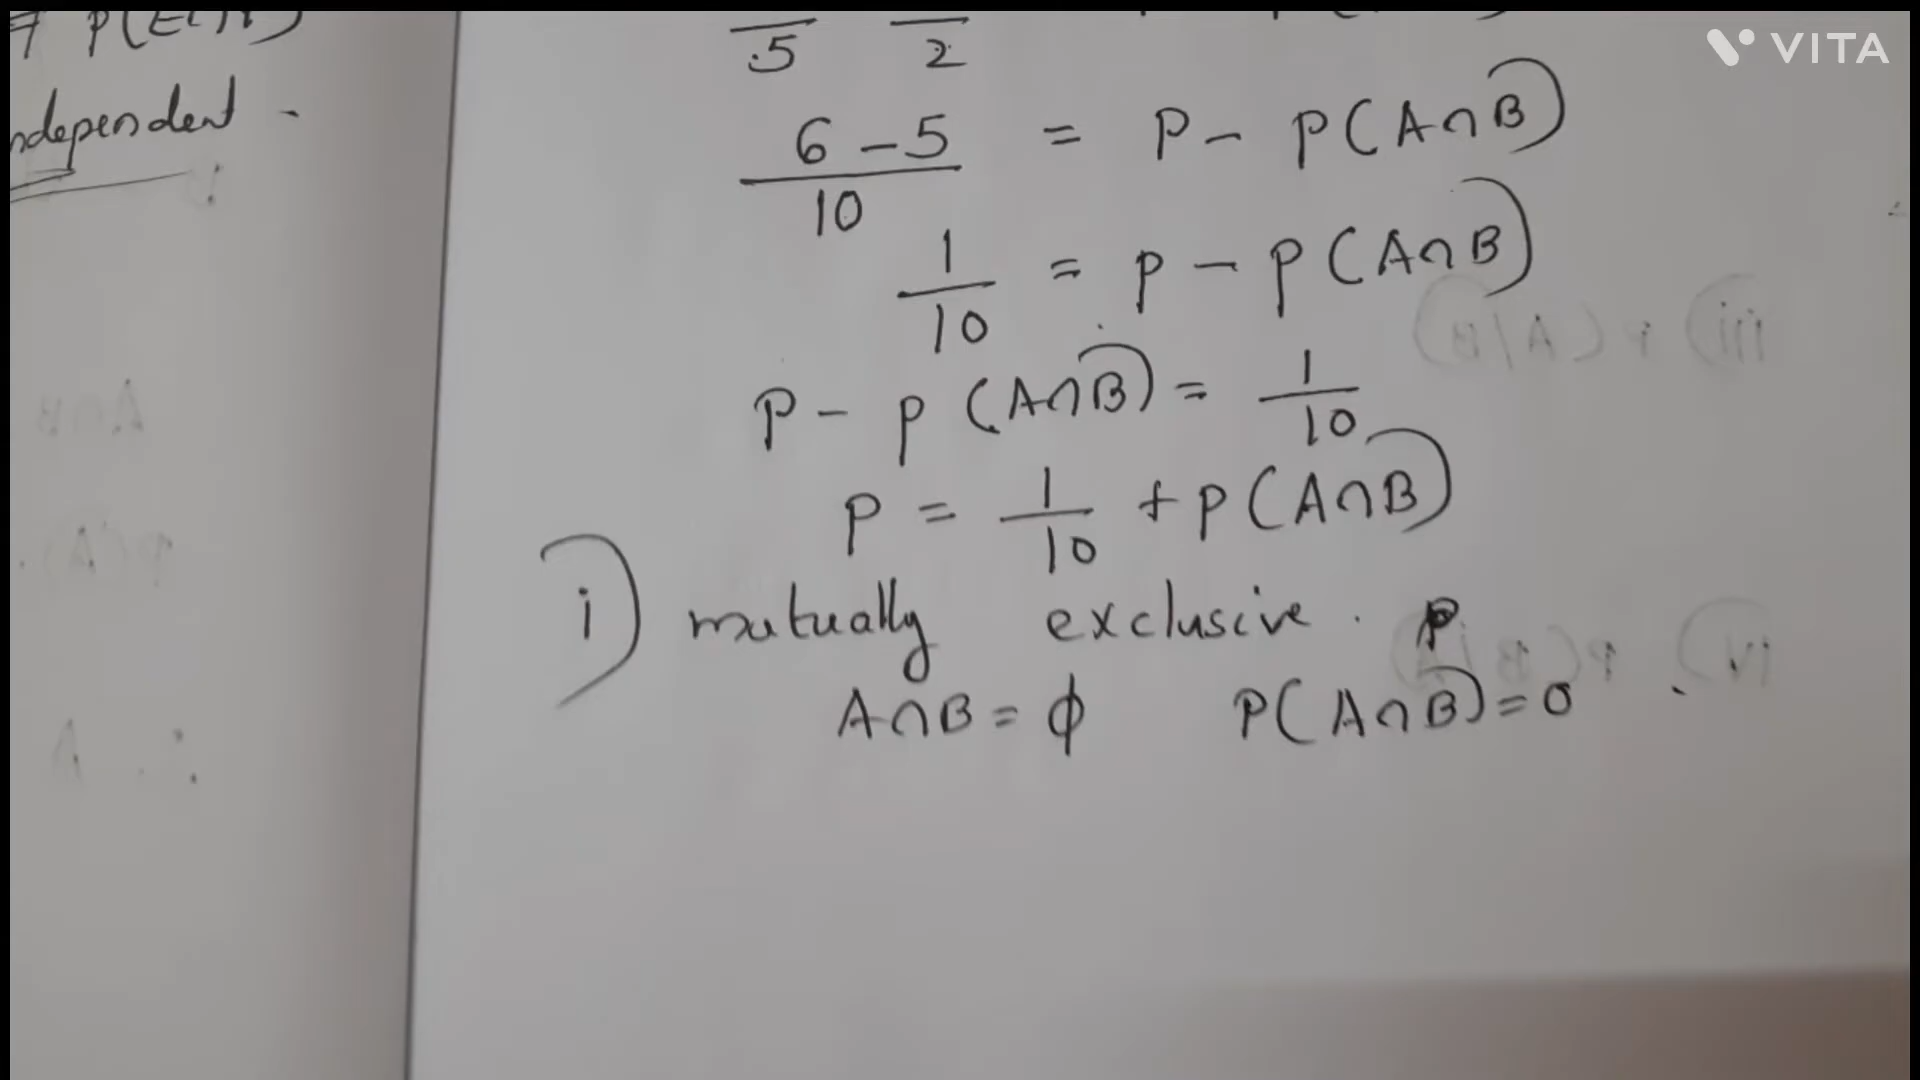 VITA
ndependent -
5 2
6 - 5 / 10 = P - P(A∩B)
1/10 = P - P(A∩B)
P - P(A∩B) = 1/10
P = 1/10 + P(A∩B)
i) mutually exclusive. P
A∩B = ϕ P(A∩B) = 0